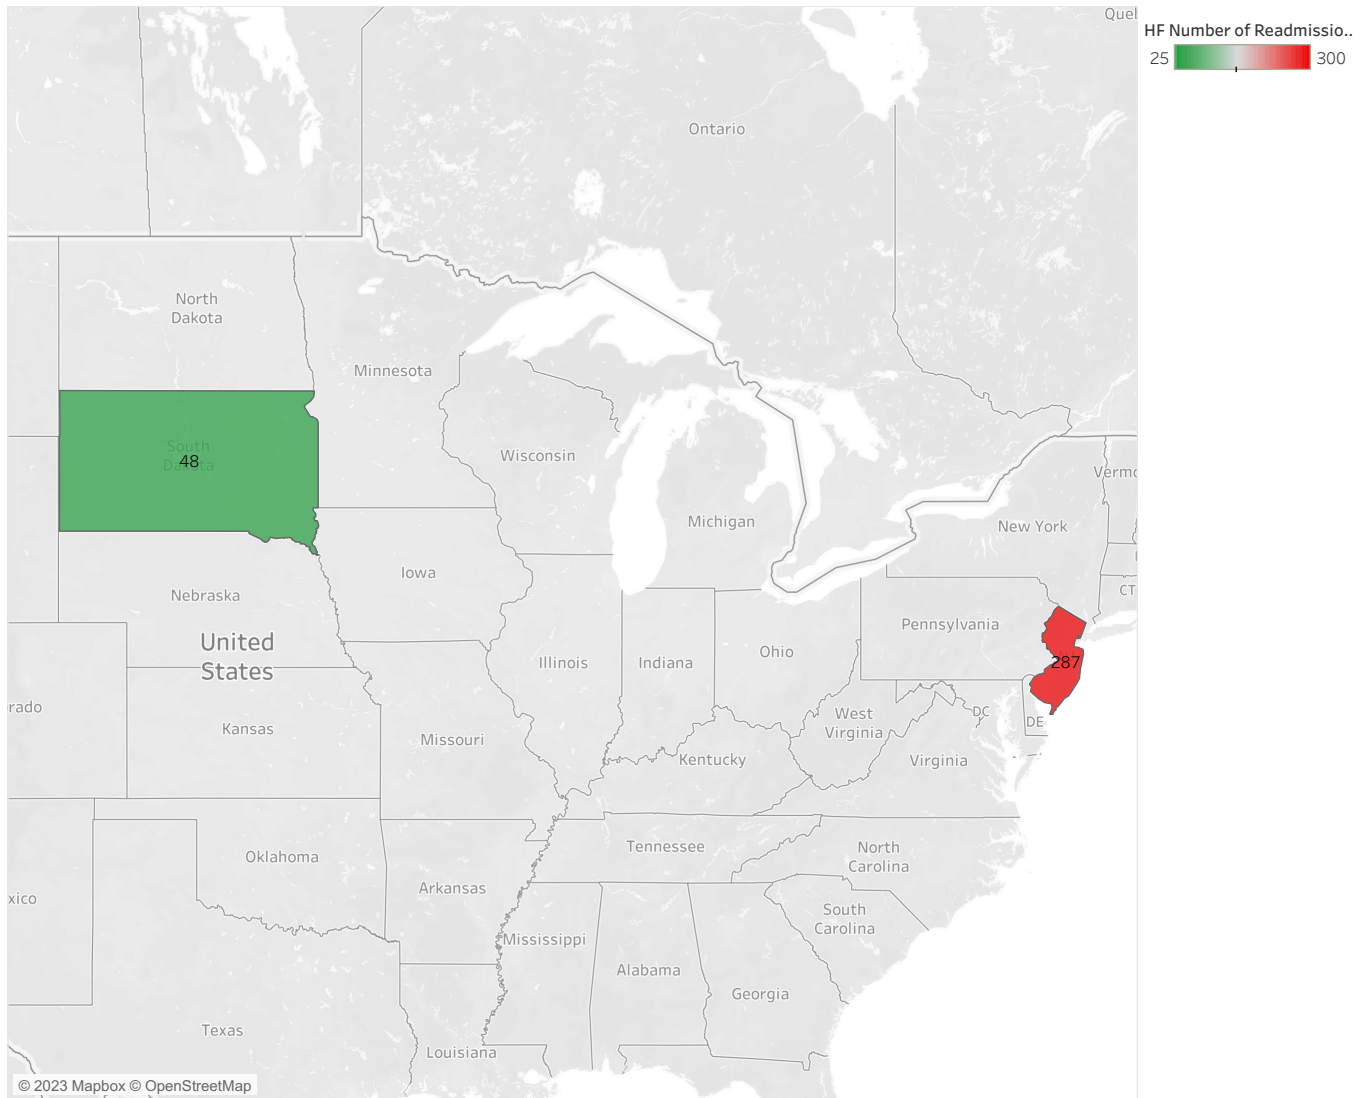 Quel
HF Number of Readmissio..
25
300
Ontario
North
Dakota
Minnesota
South
Dakota
48
Wisconsin
Michigan
Vermo
New York
Iowa
Nebraska
CT
Pennsylvania
United
States
Illinois
Indiana
Ohio
287
rado
West
Virginia
DC
DE
Kansas
Missouri
Kentucky
Virginia
Oklahoma
Tennessee
North
Carolina
Arkansas
xico
South
Carolina
Mississippi
Alabama
Georgia
Texas
Louisiana
© 2023 Mapbox © OpenStreetMap